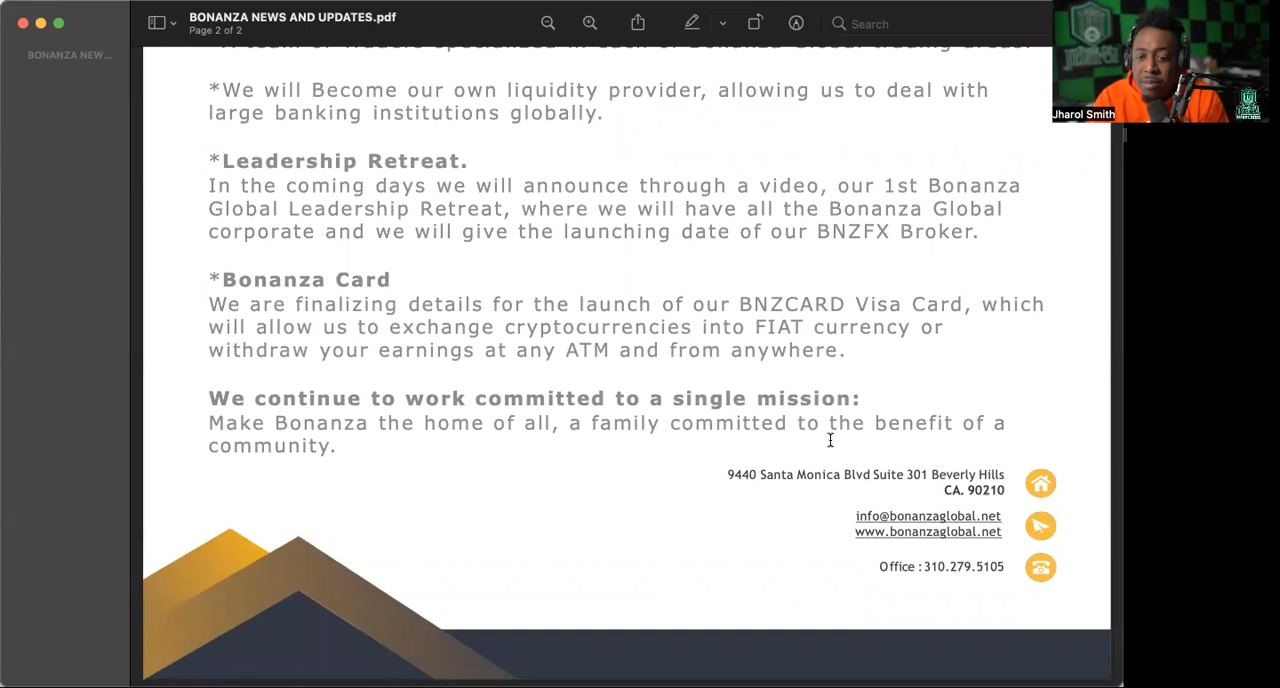 BONANZA NEWS AND UPDATES.pdf
Page 2 of 2
Search
BONANZA NEW...
Jharol Smith
*We will Become our own liquidity provider, allowing us to deal with
large banking institutions globally.
*Leadership Retreat.
In the coming days we will announce through a video, our 1st Bonanza
Global Leadership Retreat, where we will have all the Bonanza Global
corporate and we will give the launching date of our BNZFX Broker.
*Bonanza Card
We are finalizing details for the launch of our BNZCARD Visa Card, which
will allow us to exchange cryptocurrencies into FIAT currency or
withdraw your earnings at any ATM and from anywhere.
We continue to work committed to a single mission:
Make Bonanza the home of all, a family committed to the benefit of a
community.
9440 Santa Monica Blvd Suite 301 Beverly Hills
CA. 90210
info@bonanzaglobal.net
www.bonanzaglobal.net
Office : 310.279.5105